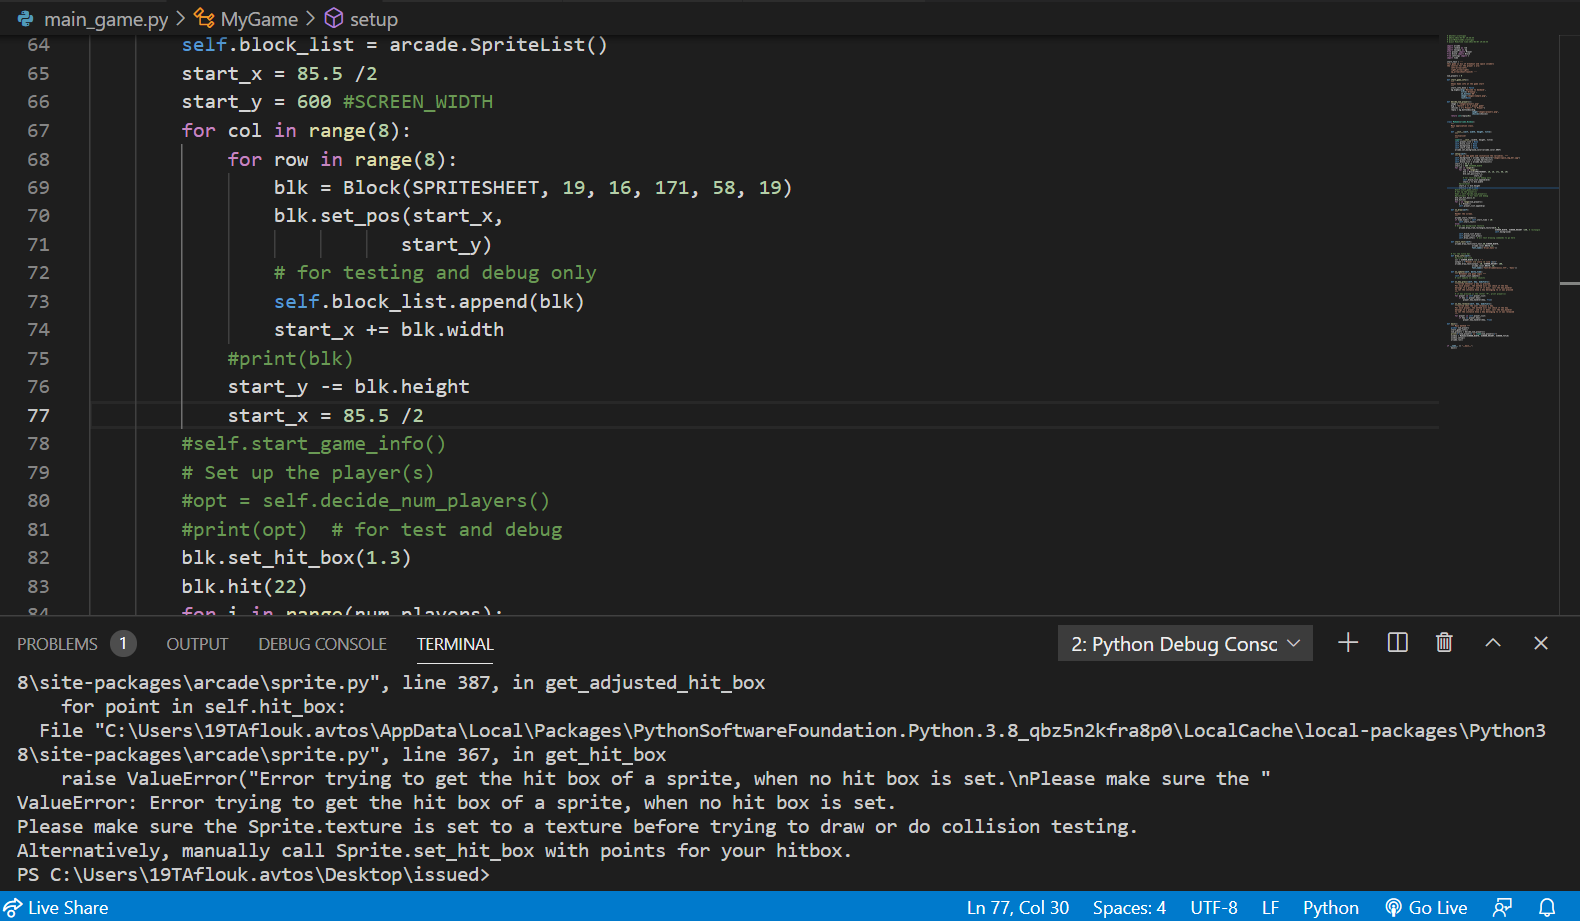 main_game.py > MyGame > setup
64 self.block_list = arcade.SpriteList()
65 start_x = 85.5 /2
66 start_y = 600 #SCREEN_WIDTH
67 for col in range(8):
68 for row in range(8):
69 blk = Block(SPRITESHEET, 19, 16, 171, 58, 19)
70 blk.set_pos(start_x,
71 start_y)
72 # for testing and debug only
73 self.block_list.append(blk)
74 start_x += blk.width
75 #print(blk)
76 start_y -= blk.height
77 start_x = 85.5 /2
78 #self.start_game_info()
79 # Set up the player(s)
80 #opt = self.decide_num_players()
81 #print(opt)  # for test and debug
82 blk.set_hit_box(1.3)
83 blk.hit(22)
84 for i in range(num_players):
PROBLEMS 1 OUTPUT DEBUG CONSOLE TERMINAL 2: Python Debug Consc
8\site-packages\arcade\sprite.py", line 387, in get_adjusted_hit_box
for point in self.hit_box:
File "C:\Users\19TAflouk.avtos\AppData\Local\Packages\PythonSoftwareFoundation.Python.3.8_qbz5n2kfra8p0\LocalCache\local-packages\Python3
8\site-packages\arcade\sprite.py", line 367, in get_hit_box
raise ValueError("Error trying to get the hit box of a sprite, when no hit box is set.\nPlease make sure the "
ValueError: Error trying to get the hit box of a sprite, when no hit box is set.
Please make sure the Sprite.texture is set to a texture before trying to draw or do collision testing.
Alternatively, manually call Sprite.set_hit_box with points for your hitbox.
PS C:\Users\19TAflouk.avtos\Desktop\issued>
Live Share Ln 77, Col 30 Spaces: 4 UTF-8 LF Python Go Live